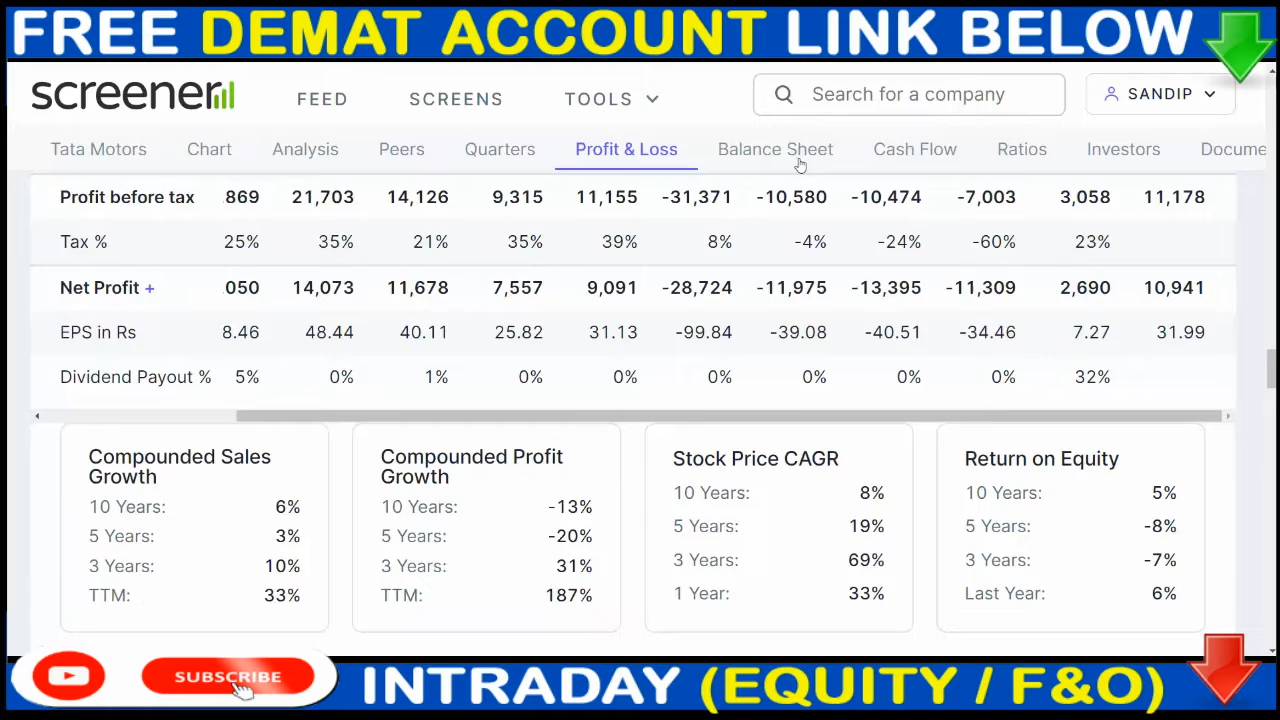 FREE DEMAT ACCOUNT LINK BELOW
screener
FEED SCREENS TOOLS
Search for a company
SANDIP
Tata Motors Chart Analysis Peers Quarters Profit & Loss Balance Sheet Cash Flow Ratios Investors Docume
Profit before tax 869 21,703 14,126 9,315 11,155 -31,371 -10,580 -10,474 -7,003 3,058 11,178
Tax % 25% 35% 21% 35% 39% 8% -4% -24% -60% 23%
Net Profit + 050 14,073 11,678 7,557 9,091 -28,724 -11,975 -13,395 -11,309 2,690 10,941
EPS in Rs 8.46 48.44 40.11 25.82 31.13 -99.84 -39.08 -40.51 -34.46 7.27 31.99
Dividend Payout % 5% 0% 1% 0% 0% 0% 0% 0% 0% 32%
Compounded Sales
Growth
10 Years: 6%
5 Years: 3%
3 Years: 10%
TTM: 33%
Compounded Profit
Growth
10 Years: -13%
5 Years: -20%
3 Years: 31%
TTM: 187%
Stock Price CAGR
10 Years: 8%
5 Years: 19%
3 Years: 69%
1 Year: 33%
Return on Equity
10 Years: 5%
5 Years: -8%
3 Years: -7%
Last Year: 6%
SUBSCRIBE
INTRADAY (EQUITY / F&O)